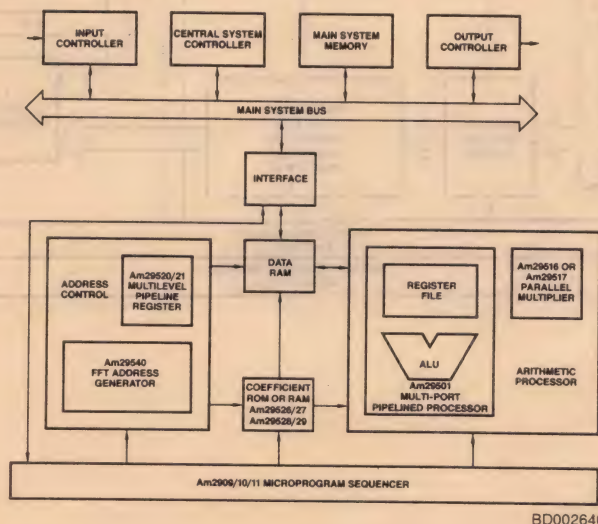 INPUT
CONTROLLER
CENTRAL SYSTEM
CONTROLLER
MAIN SYSTEM
MEMORY
OUTPUT
CONTROLLER
MAIN SYSTEM BUS
INTERFACE
DATA
RAM
ADDRESS
CONTROL
Am29520/21
MULTILEVEL
PIPELINE
REGISTER
Am29540
FFT ADDRESS
GENERATOR
COEFFICIENT
ROM OR RAM
Am29526/27
Am29528/29
REGISTER
FILE
ALU
Am29501
MULTI-PORT
PIPELINED PROCESSOR
Am29516 OR
Am29517
PARALLEL
MULTIPLIER
ARITHMETIC
PROCESSOR
Am2909/10/11 MICROPROGRAM SEQUENCER